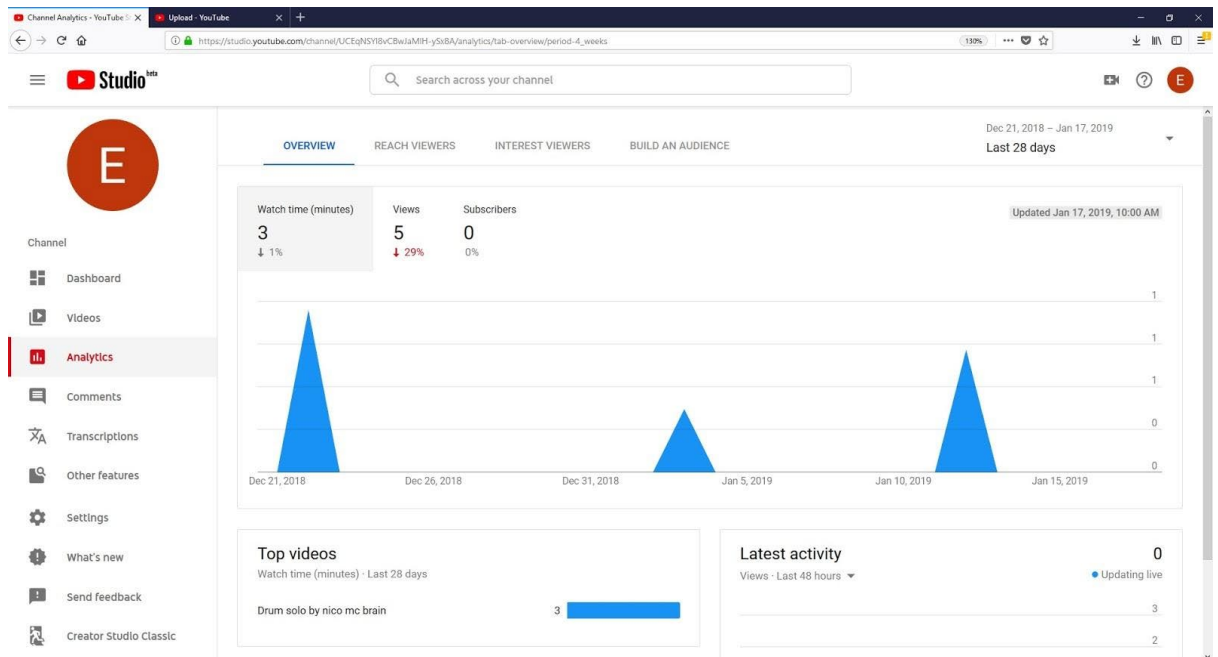 Channel Analytics - YouTube S
Upload - YouTube
https://studio.youtube.com/channel/UCEqNSYl8vCBwJaMIH-ySx8A/analytics/tab-overview/period-4_weeks
130%
Studio beta
Search across your channel
E
E
Channel
Dashboard
Videos
Analytics
Comments
Transcriptions
Other features
Settings
What's new
Send feedback
Creator Studio Classic
OVERVIEW REACH VIEWERS INTEREST VIEWERS BUILD AN AUDIENCE
Dec 21, 2018 – Jan 17, 2019
Last 28 days
Watch time (minutes) Views Subscribers
3 5 0
↓ 1% ↓ 29% 0%
Updated Jan 17, 2019, 10:00 AM
1
1
1
0
0
Dec 21, 2018 Dec 26, 2018 Dec 31, 2018 Jan 5, 2019 Jan 10, 2019 Jan 15, 2019
Top videos
Watch time (minutes) · Last 28 days
Drum solo by nico mc brain 3
Latest activity 0
Views · Last 48 hours Updating live
3
2